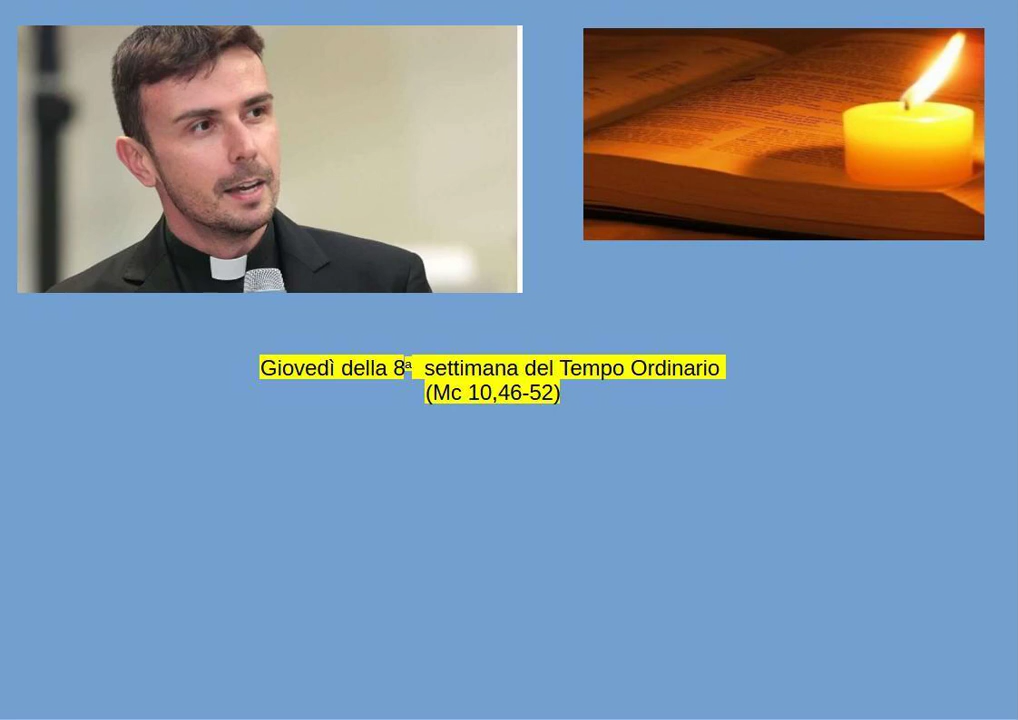 Giovedì della 8ª settimana del Tempo Ordinario
(Mc 10,46-52)